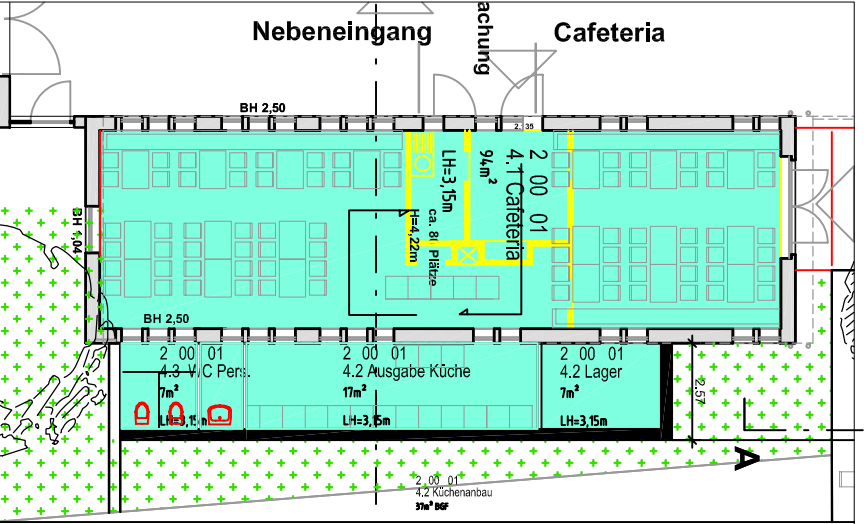 Nebeneingang
achung
Cafeteria
BH 2,50
2.35
2 00 01
4.1 Cafeteria
94m²
LH=3,15m
ca. 80 Plätze
H=4,22m
BH 1,04
BH 2,50
2 00 01
4.3 WC Pers.
7m²
LH=3,15m
2 00 01
4.2 Ausgabe Küche
17m²
LH=3,15m
2 00 01
4.2 Lager
7m²
LH=3,15m
2.57
A
2 00 01
4.2 Küchenanbau
37m² BGF